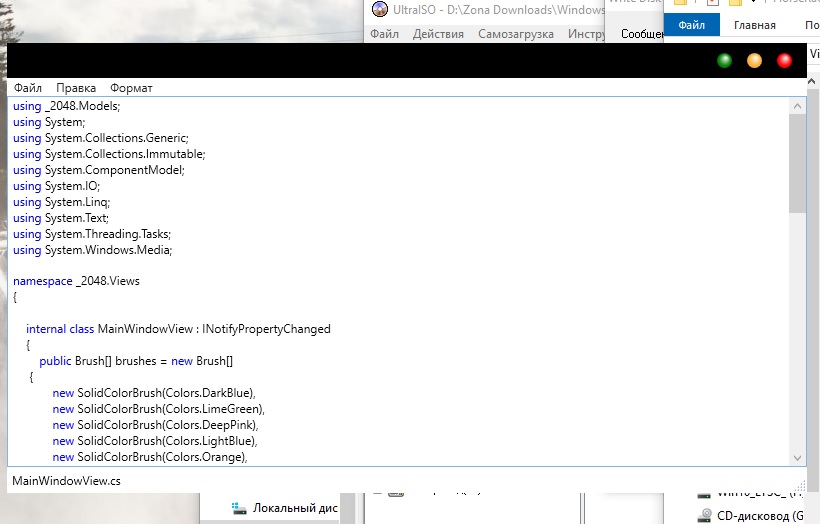 UltraISO - D:\Zona Downloads\Windows
Файл Действия Самозагрузка Инстру
Сообщен
Файл Главная По
Vi
Файл Правка Формат
using _2048.Models;
using System;
using System.Collections.Generic;
using System.Collections.Immutable;
using System.ComponentModel;
using System.IO;
using System.Linq;
using System.Text;
using System.Threading.Tasks;
using System.Windows.Media;
namespace _2048.Views
{
internal class MainWindowView : INotifyPropertyChanged
{
public Brush[] brushes = new Brush[]
{
new SolidColorBrush(Colors.DarkBlue),
new SolidColorBrush(Colors.LimeGreen),
new SolidColorBrush(Colors.DeepPink),
new SolidColorBrush(Colors.LightBlue),
new SolidColorBrush(Colors.Orange),
MainWindowView.cs
Локальный дис
CD-дисковод (G